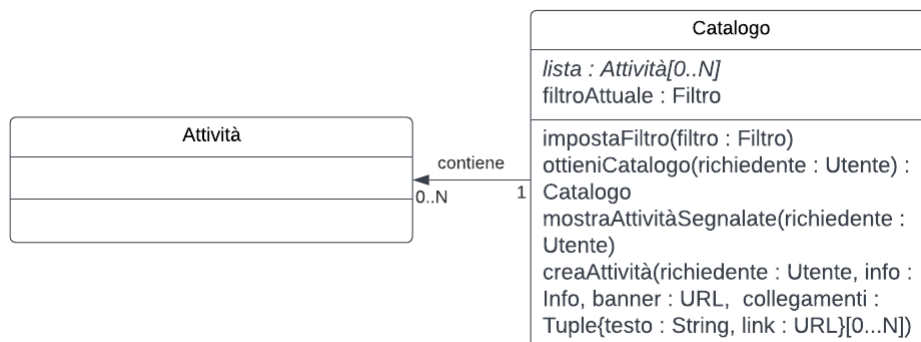 Catalogo
lista : Attività[0..N]
filtroAttuale : Filtro
Attività
impostaFiltro(filtro : Filtro)
ottieniCatalogo(richiedente : Utente) :
Catalogo
mostraAttivitàSegnalate(richiedente :
Utente)
creaAttività(richiedente : Utente, info :
Info, banner : URL, collegamenti :
Tuple{testo : String, link : URL}[0...N])
contiene
0..N
1